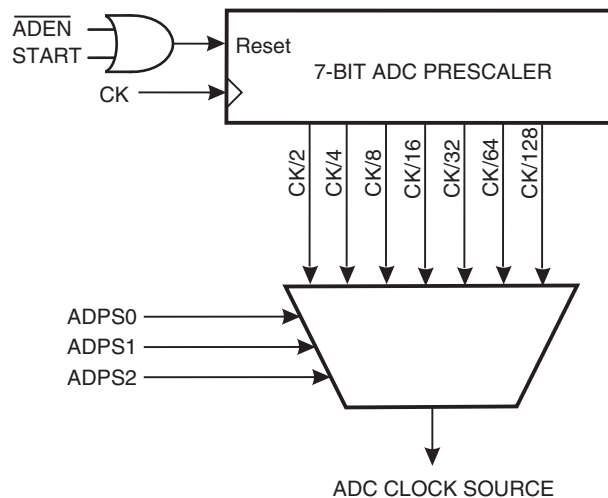 ADEN
START
Reset
7-BIT ADC PRESCALER
CK
CK/2
CK/4
CK/8
CK/16
CK/32
CK/64
CK/128
ADPS0
ADPS1
ADPS2
ADC CLOCK SOURCE